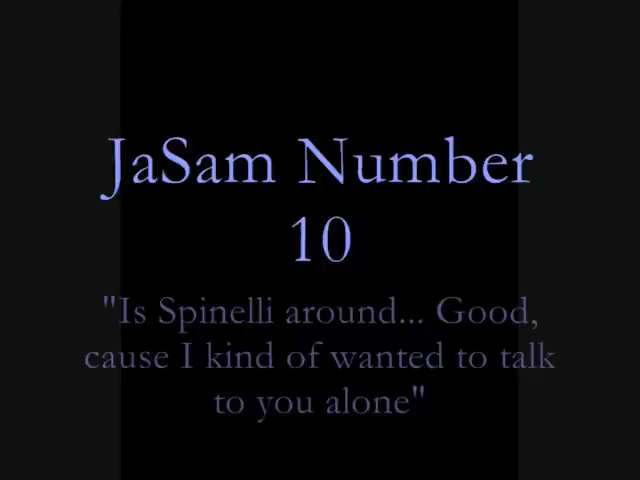 JaSam Number
10
"Is Spinelli around... Good,
cause I kind of wanted to talk
to you alone"